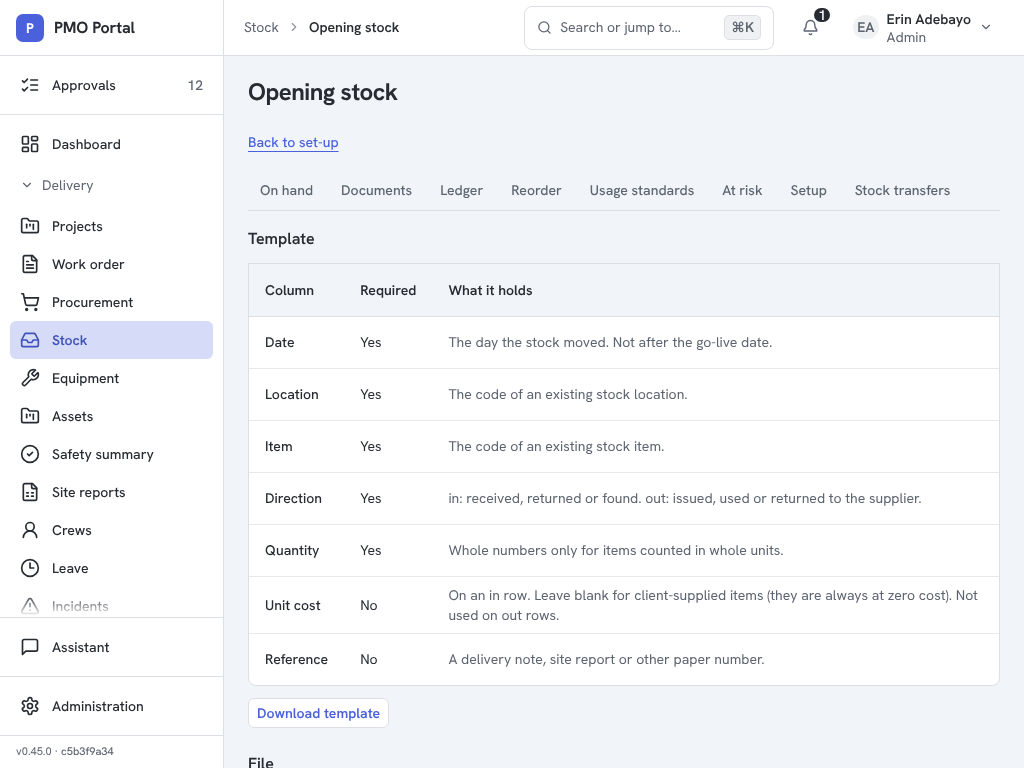 P PMO Portal
Stock > Opening stock
Search or jump to... ⌘K
1
EA
Erin Adebayo
Admin
Approvals 12
Dashboard
Delivery
Projects
Work order
Procurement
Stock
Equipment
Assets
Safety summary
Site reports
Crews
Leave
Incidents
Assistant
Administration
v0.45.0 · c5b3f9a34
Opening stock
Back to set-up
On hand Documents Ledger Reorder Usage standards At risk Setup Stock transfers
Template
Column Required What it holds
Date Yes The day the stock moved. Not after the go-live date.
Location Yes The code of an existing stock location.
Item Yes The code of an existing stock item.
Direction Yes in: received, returned or found. out: issued, used or returned to the supplier.
Quantity Yes Whole numbers only for items counted in whole units.
Unit cost No On an in row. Leave blank for client-supplied items (they are always at zero cost). Not
used on out rows.
Reference No A delivery note, site report or other paper number.
Download template
File